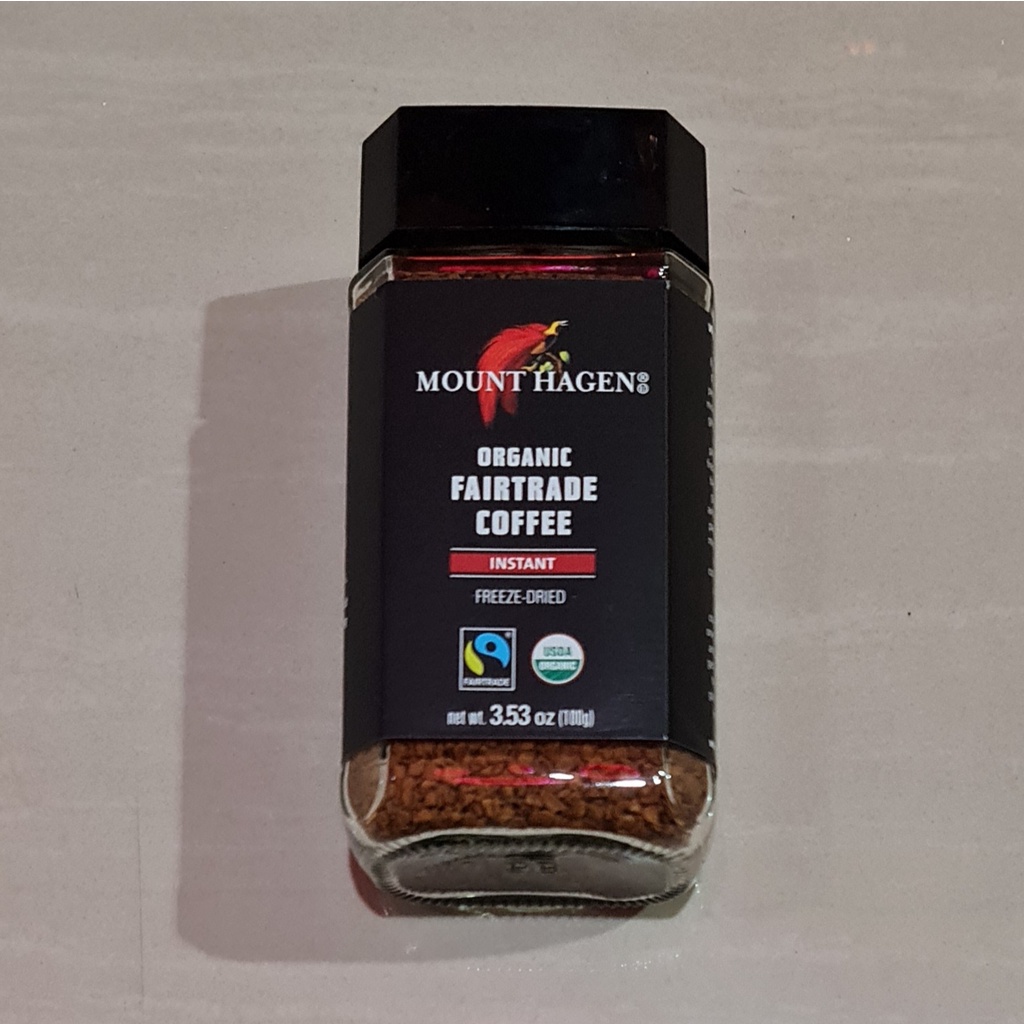 MOUNT HAGEN®
ORGANIC
FAIRTRADE
COFFEE
INSTANT
FREEZE-DRIED
FAIRTRADE
USDA
ORGANIC
net wt. 3.53 oz (100g)